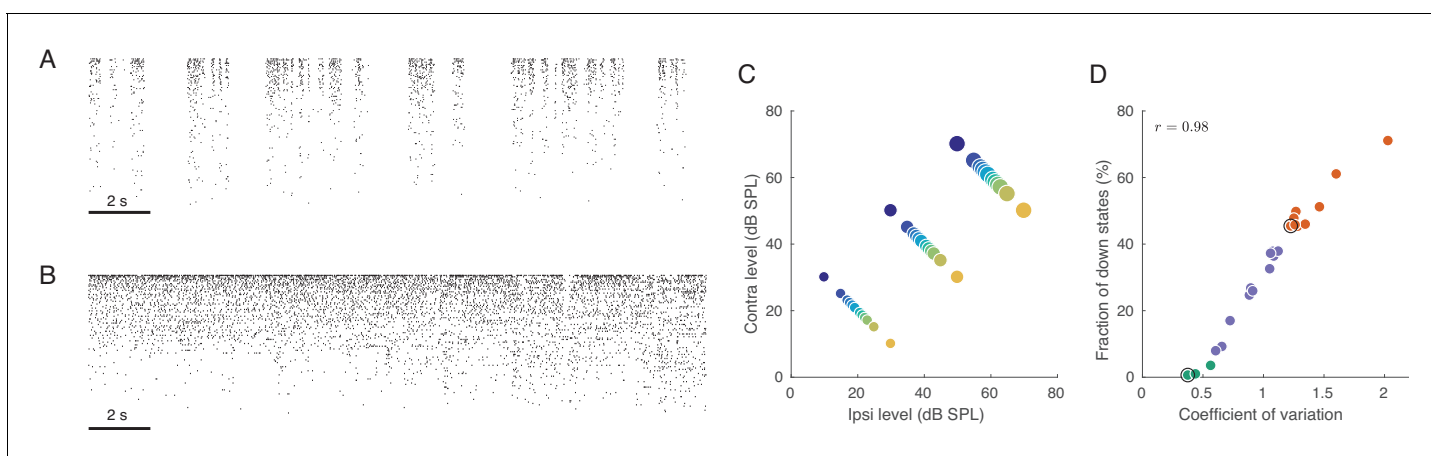 A
2 s
B
2 s
C
Contra level (dB SPL)
80
60
40
20
0
0 20 40 60 80
Ipsi level (dB SPL)
D
r = 0.98
Fraction of down states (%)
80
60
40
20
0
0 0.5 1 1.5 2
Coefficient of variation